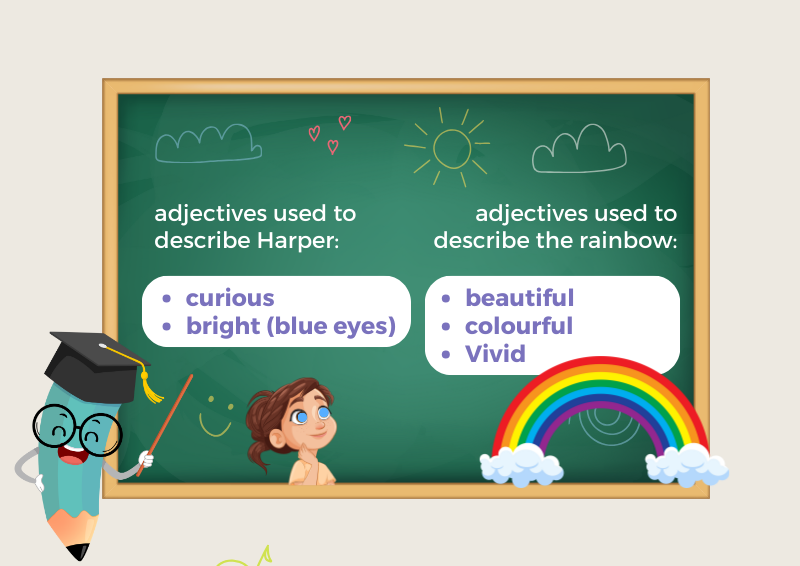 adjectives used to
describe Harper:
• curious
• bright (blue eyes)
adjectives used to
describe the rainbow:
• beautiful
• colourful
• Vivid